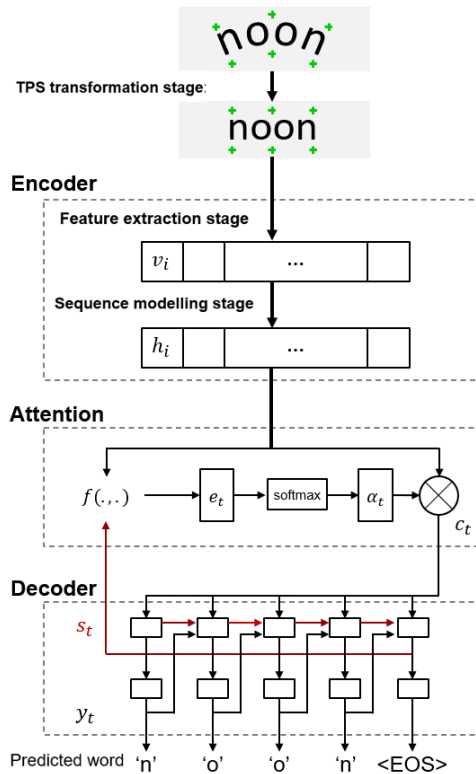 noon
TPS transformation stage:
noon
Encoder
Feature extraction stage
v_i ...
Sequence modelling stage
h_i ...
Attention
f(.,.) e_t softmax α_t
c_t
Decoder
s_t
y_t
Predicted word 'n' 'o' 'o' 'n' <EOS>